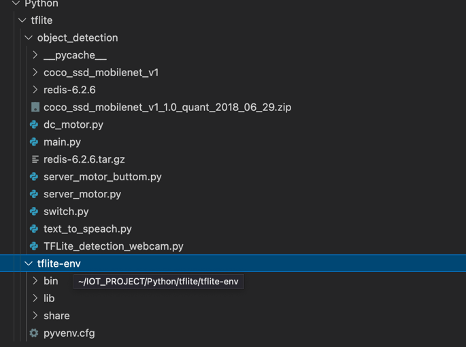 Python
tflite
object_detection
__pycache__
coco_ssd_mobilenet_v1
redis-6.2.6
coco_ssd_mobilenet_v1_1.0_quant_2018_06_29.zip
dc_motor.py
main.py
redis-6.2.6.tar.gz
server_motor_buttom.py
server_motor.py
switch.py
text_to_speach.py
TFLite_detection_webcam.py
tflite-env
bin
~/IOT_PROJECT/Python/tflite/tflite-env
lib
share
pyvenv.cfg